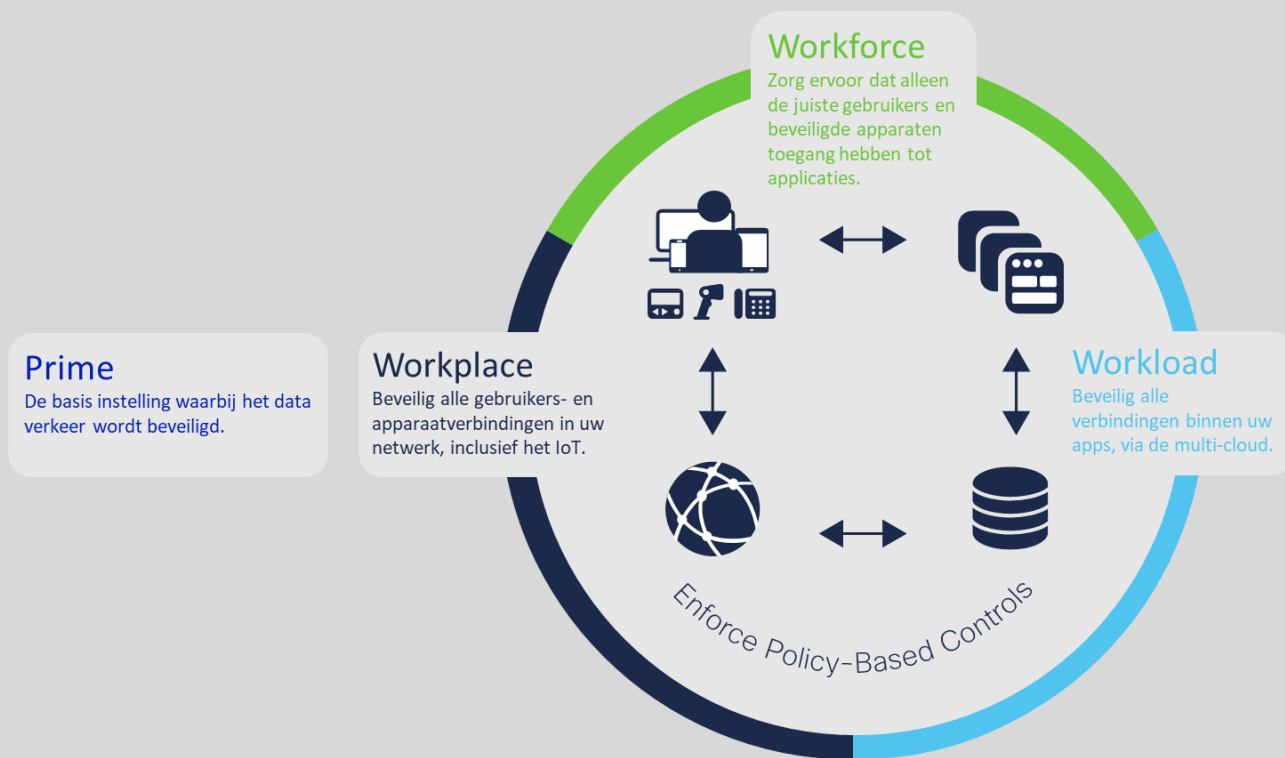 Workforce
Zorg ervoor dat alleen
de juiste gebruikers en
beveiligde apparaten
toegang hebben tot
applicaties.
Prime
De basis instelling waarbij het data
verkeer wordt beveiligd.
Workplace
Beveilig alle gebruikers- en
apparaatverbindingen in uw
netwerk, inclusief het IoT.
Workload
Beveilig alle
verbindingen binnen uw
apps, via de multi-cloud.
Enforce Policy-Based Controls